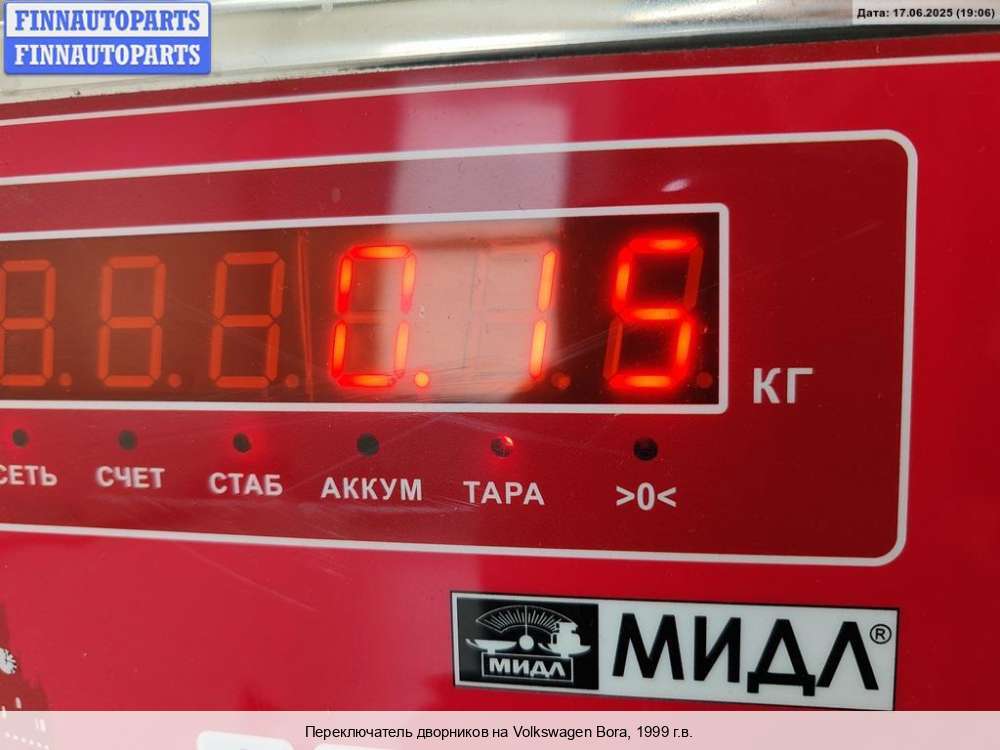 FINNAUTOPARTS
FINNAUTOPARTS
Дата: 17.06.2025 (19:06)
0.15
КГ
СЕТЬ СЧЕТ СТАБ АККУМ ТАРА >0<
МИДЛ МИДЛ®
Переключатель дворников на Volkswagen Bora, 1999 г.в.